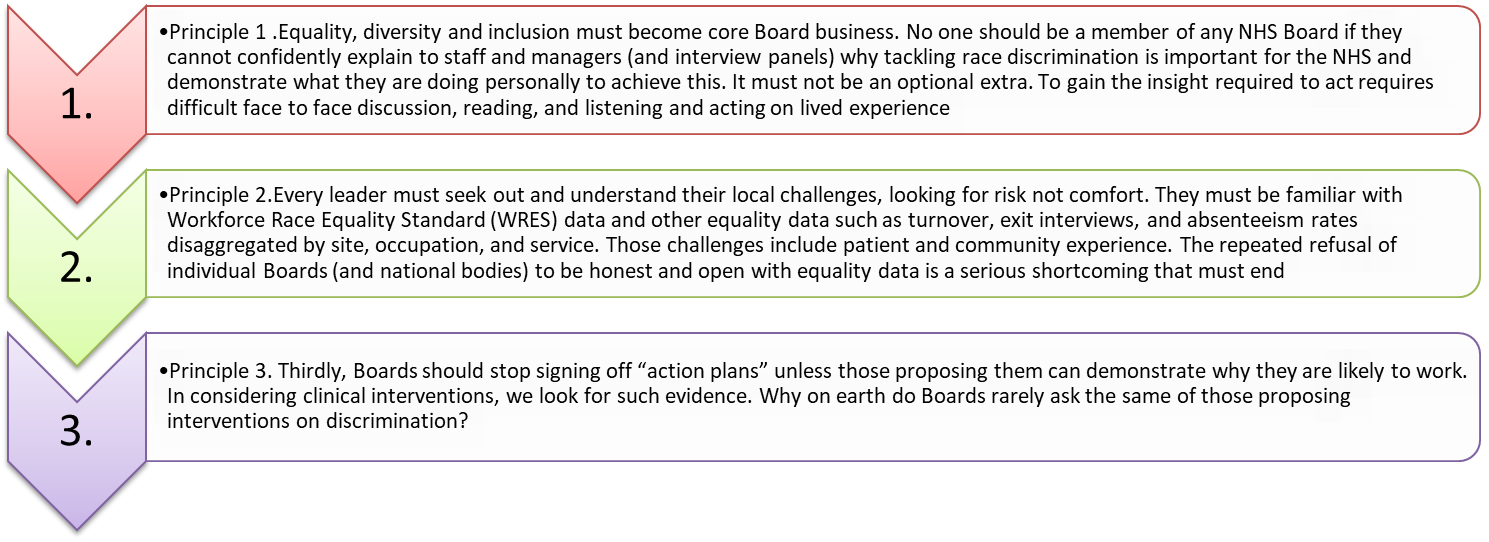 1.
•Principle 1 .Equality, diversity and inclusion must become core Board business. No one should be a member of any NHS Board if they
cannot confidently explain to staff and managers (and interview panels) why tackling race discrimination is important for the NHS and
demonstrate what they are doing personally to achieve this. It must not be an optional extra. To gain the insight required to act requires
difficult face to face discussion, reading, and listening and acting on lived experience
2.
•Principle 2.Every leader must seek out and understand their local challenges, looking for risk not comfort. They must be familiar with
Workforce Race Equality Standard (WRES) data and other equality data such as turnover, exit interviews, and absenteeism rates
disaggregated by site, occupation, and service. Those challenges include patient and community experience. The repeated refusal of
individual Boards (and national bodies) to be honest and open with equality data is a serious shortcoming that must end
3.
•Principle 3. Thirdly, Boards should stop signing off “action plans” unless those proposing them can demonstrate why they are likely to work.
In considering clinical interventions, we look for such evidence. Why on earth do Boards rarely ask the same of those proposing
interventions on discrimination?